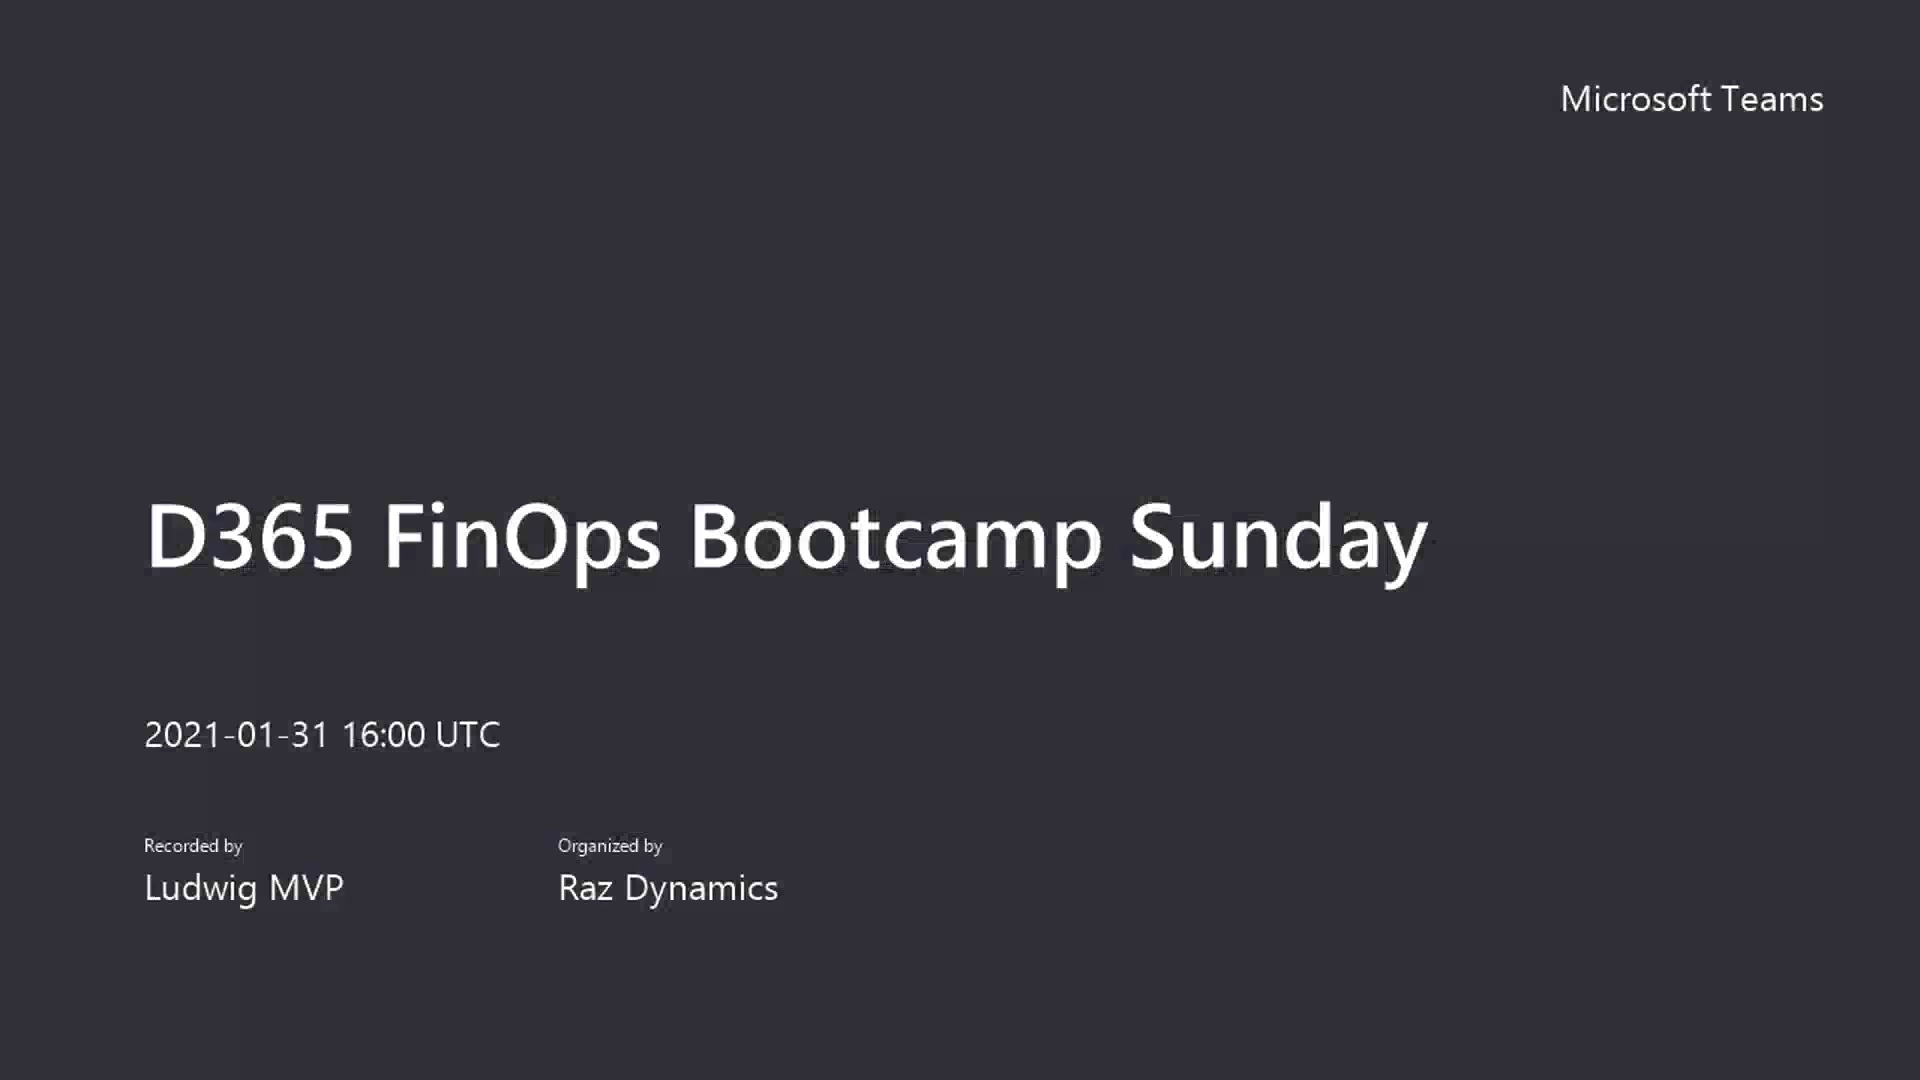 Microsoft Teams
D365 FinOps Bootcamp Sunday
2021-01-31 16:00 UTC
Recorded by
Ludwig MVP
Organized by
Raz Dynamics